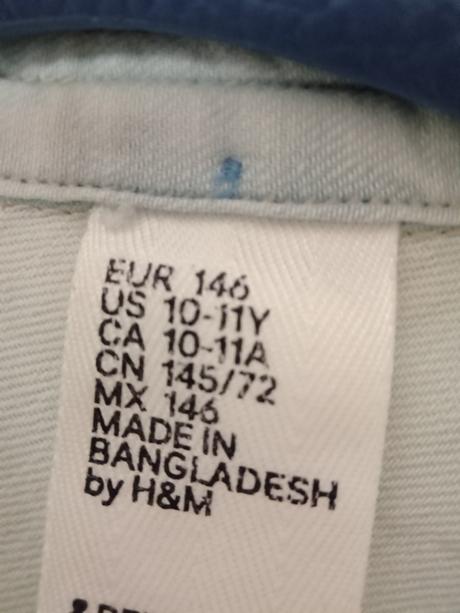 EUR 146
US 10-11Y
CA 10-11A
CN 145/72
MX 146
MADE IN
BANGLADESH
by H&M